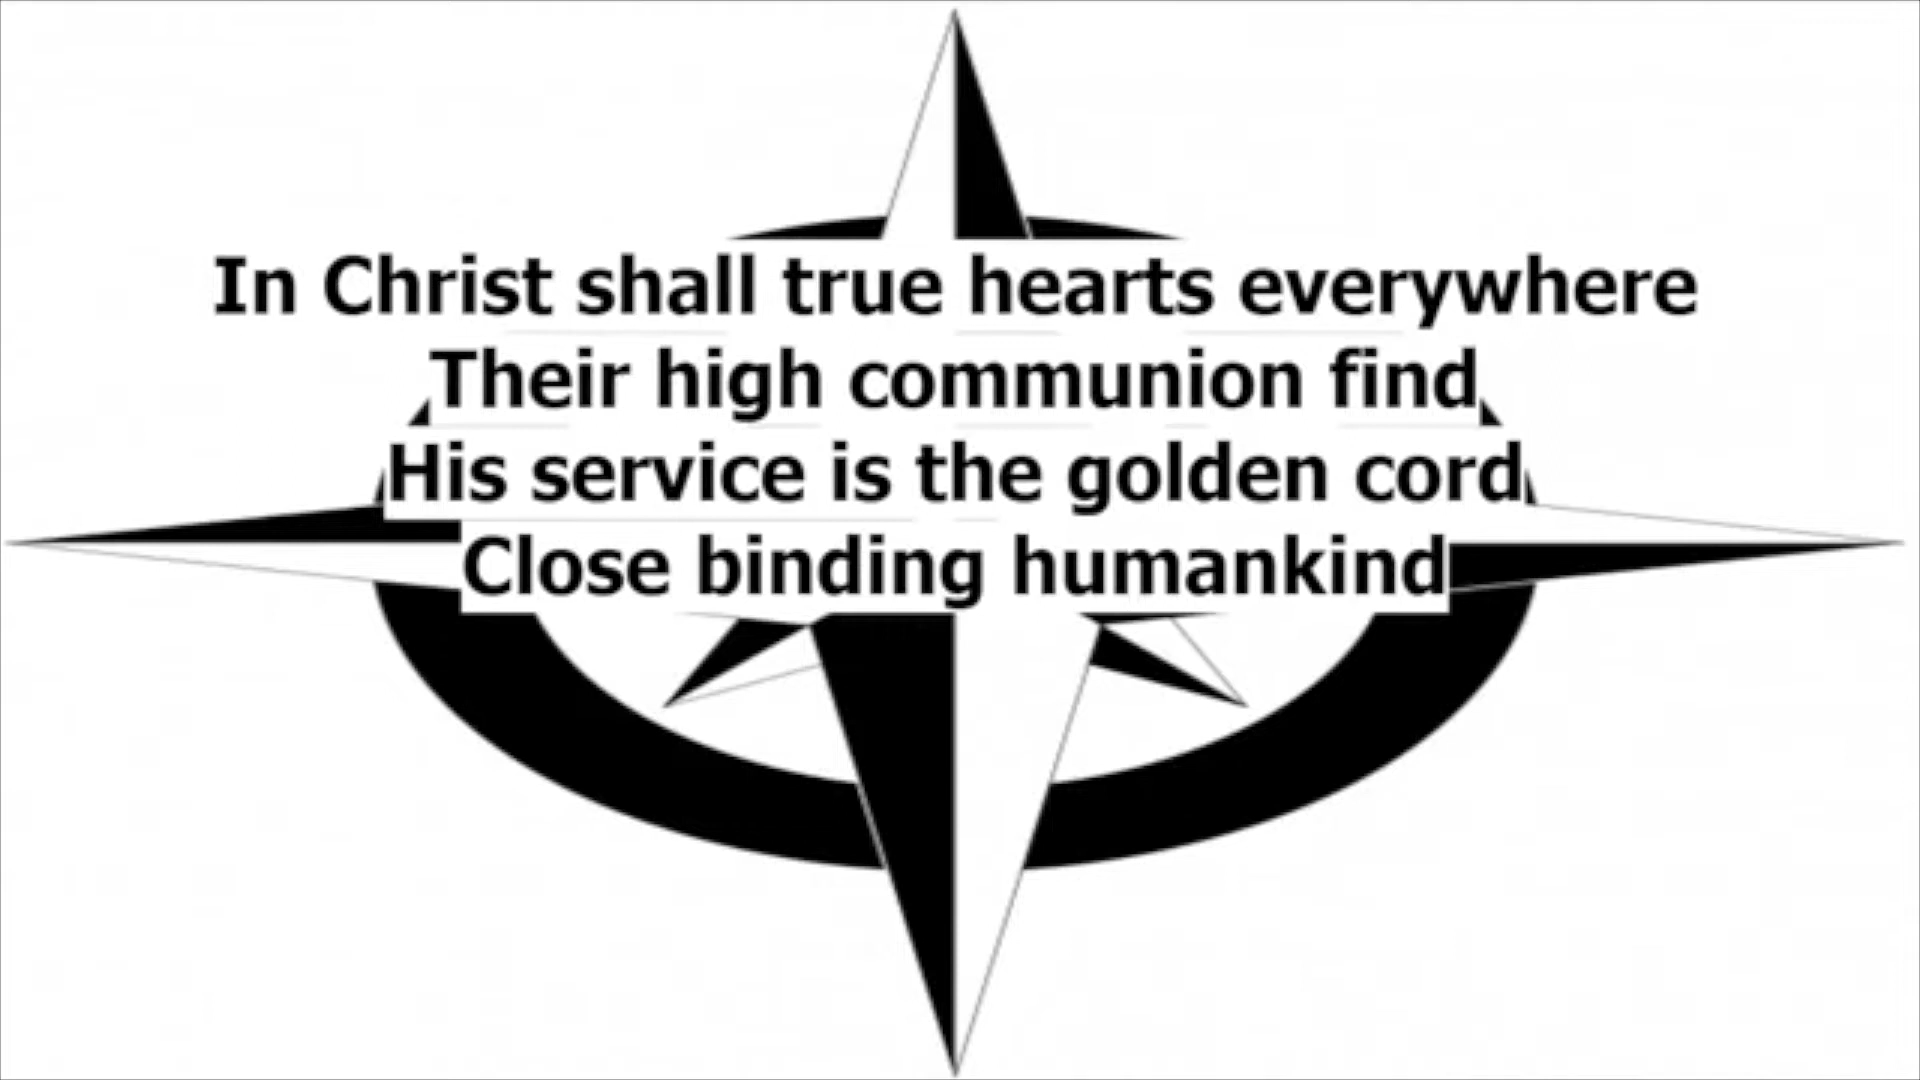 In Christ shall true hearts everywhere
Their high communion find
His service is the golden cord
Close binding humankind